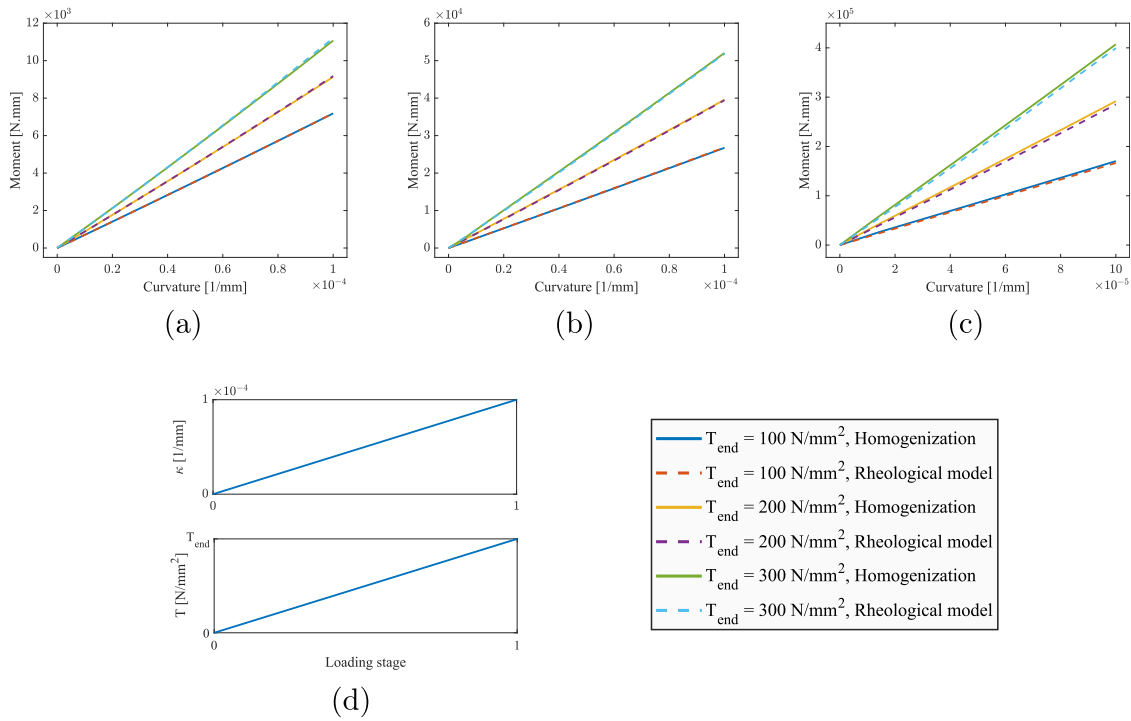 ×10³
12
10
8
6
4
2
0
Moment [N.mm]
0 0.2 0.4 0.6 0.8 1
Curvature [1/mm]
×10⁻⁴
(a)
×10⁴
6
5
4
3
2
1
0
Moment [N.mm]
0 0.2 0.4 0.6 0.8 1
Curvature [1/mm]
×10⁻⁴
(b)
×10⁵
4
3
2
1
0
Moment [N.mm]
0 2 4 6 8 10
Curvature [1/mm]
×10⁻⁵
(c)
×10⁻⁴
1
0
κ [1/mm]
0 1
T_end
0
T [N/mm²]
0 1
Loading stage
(d)
T_end = 100 N/mm², Homogenization
T_end = 100 N/mm², Rheological model
T_end = 200 N/mm², Homogenization
T_end = 200 N/mm², Rheological model
T_end = 300 N/mm², Homogenization
T_end = 300 N/mm², Rheological model